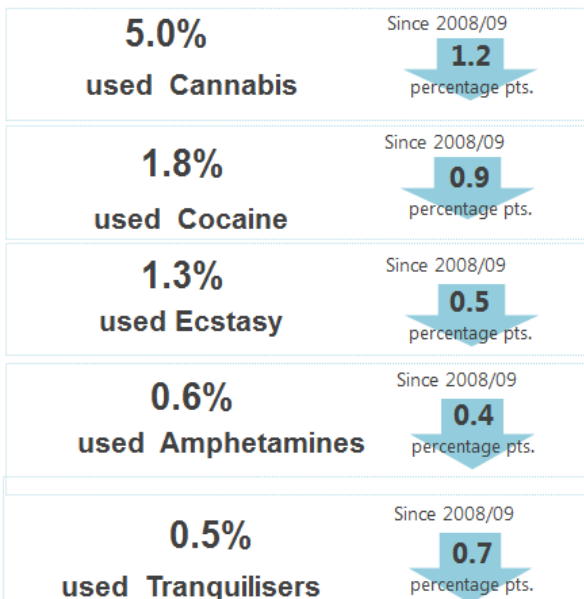 5.0%
used Cannabis
Since 2008/09
1.2
percentage pts.
1.8%
used Cocaine
Since 2008/09
0.9
percentage pts.
1.3%
used Ecstasy
Since 2008/09
0.5
percentage pts.
0.6%
used Amphetamines
Since 2008/09
0.4
percentage pts.
0.5%
used Tranquilisers
Since 2008/09
0.7
percentage pts.